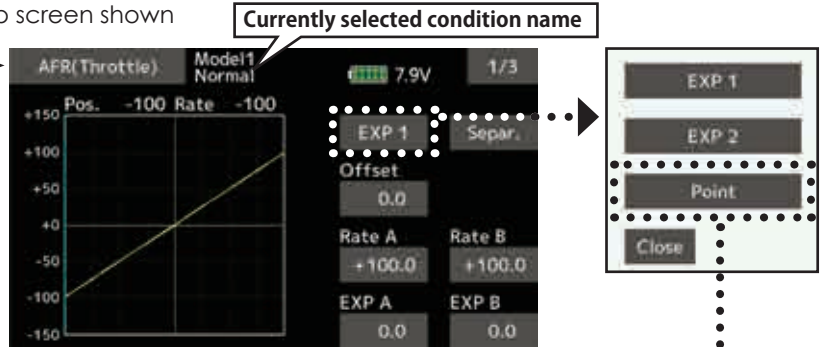 p screen shown
Currently selected condition name
AFR(Throttle)
Model1
Normal
7.9V
1/3
Pos. -100 Rate -100
+150
+100
+50
+0
-50
-100
-150
EXP 1
Separ.
Offset
0.0
Rate A
Rate B
+100.0
+100.0
EXP A
EXP B
0.0
0.0
EXP 1
EXP 2
Point
Close